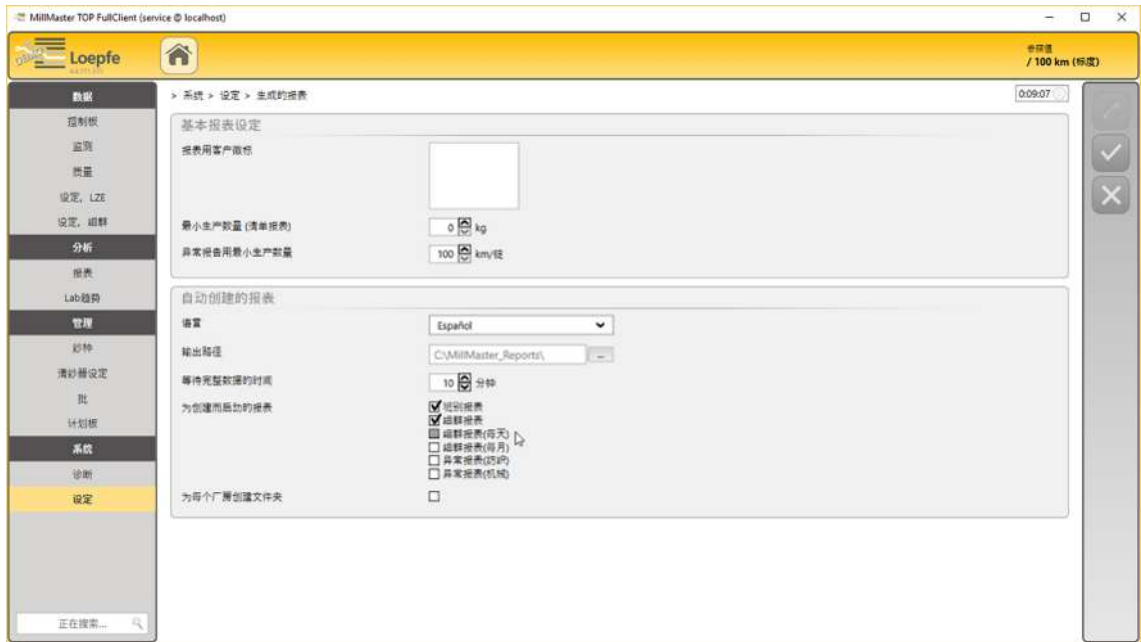 MillMaster TOP FullClient (service @ localhost)
Loepfe
参照值
/ 100 km (标度)
数据
控制板
监测
质量
设定, LZE
设定, 组群
分析
报表
Lab趋势
管理
纱种
清纱器设定
批
计划板
系统
诊断
设定
正在搜索...
> 系统 > 设定 > 生成的报表
0:09:07
基本报表设定
报表用客户徽标
最小生产数量 (清单报表)
0 kg
异常报告用最小生产数量
100 km/锭
自动创建的报表
语言
Español
输出路径
C:\MillMaster_Reports\
...
等待完整数据的时间
10 分钟
为创建而启动的报表
班别报表
组群报表
组群报表(每天)
组群报表(每月)
异常报表(纺织)
异常报表(机械)
为每个厂房创建文件夹